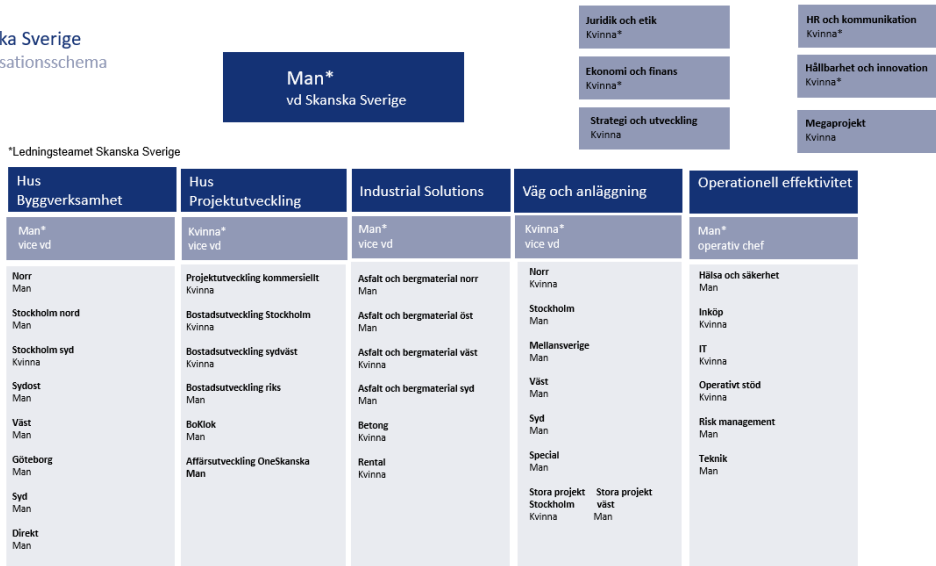 ka Sverige
sationsschema
Man*
vd Skanska Sverige
Juridik och etik
Kvinna*
HR och kommunikation
Kvinna*
Ekonomi och finans
Kvinna*
Hållbarhet och innovation
Kvinna*
Strategi och utveckling
Kvinna
Megaprojekt
Kvinna
*Ledningsteamet Skanska Sverige
Hus
Byggverksamhet
Man*
vice vd
Norr
Man
Stockholm nord
Man
Stockholm syd
Kvinna
Sydost
Man
Väst
Man
Göteborg
Man
Syd
Man
Direkt
Man
Hus
Projektutveckling
Kvinna*
vice vd
Projektutveckling kommersiellt
Kvinna
Bostadsutveckling Stockholm
Kvinna
Bostadsutveckling sydväst
Kvinna
Bostadsutveckling riks
Man
BoKlok
Man
Affärsutveckling OneSkanska
Man
Industrial Solutions
Man*
vice vd
Asfalt och bergmaterial norr
Man
Asfalt och bergmaterial öst
Man
Asfalt och bergmaterial väst
Kvinna
Asfalt och bergmaterial syd
Man
Betong
Kvinna
Rental
Kvinna
Väg och anläggning
Kvinna*
vice vd
Norr
Kvinna
Stockholm
Man
Mellansverige
Man
Väst
Man
Syd
Man
Special
Man
Stora projekt Stora projekt
Stockholm väst
Kvinna Man
Operationell effektivitet
Man*
operativ chef
Hälsa och säkerhet
Man
Inköp
Kvinna
IT
Kvinna
Operativt stöd
Kvinna
Risk management
Man
Teknik
Man